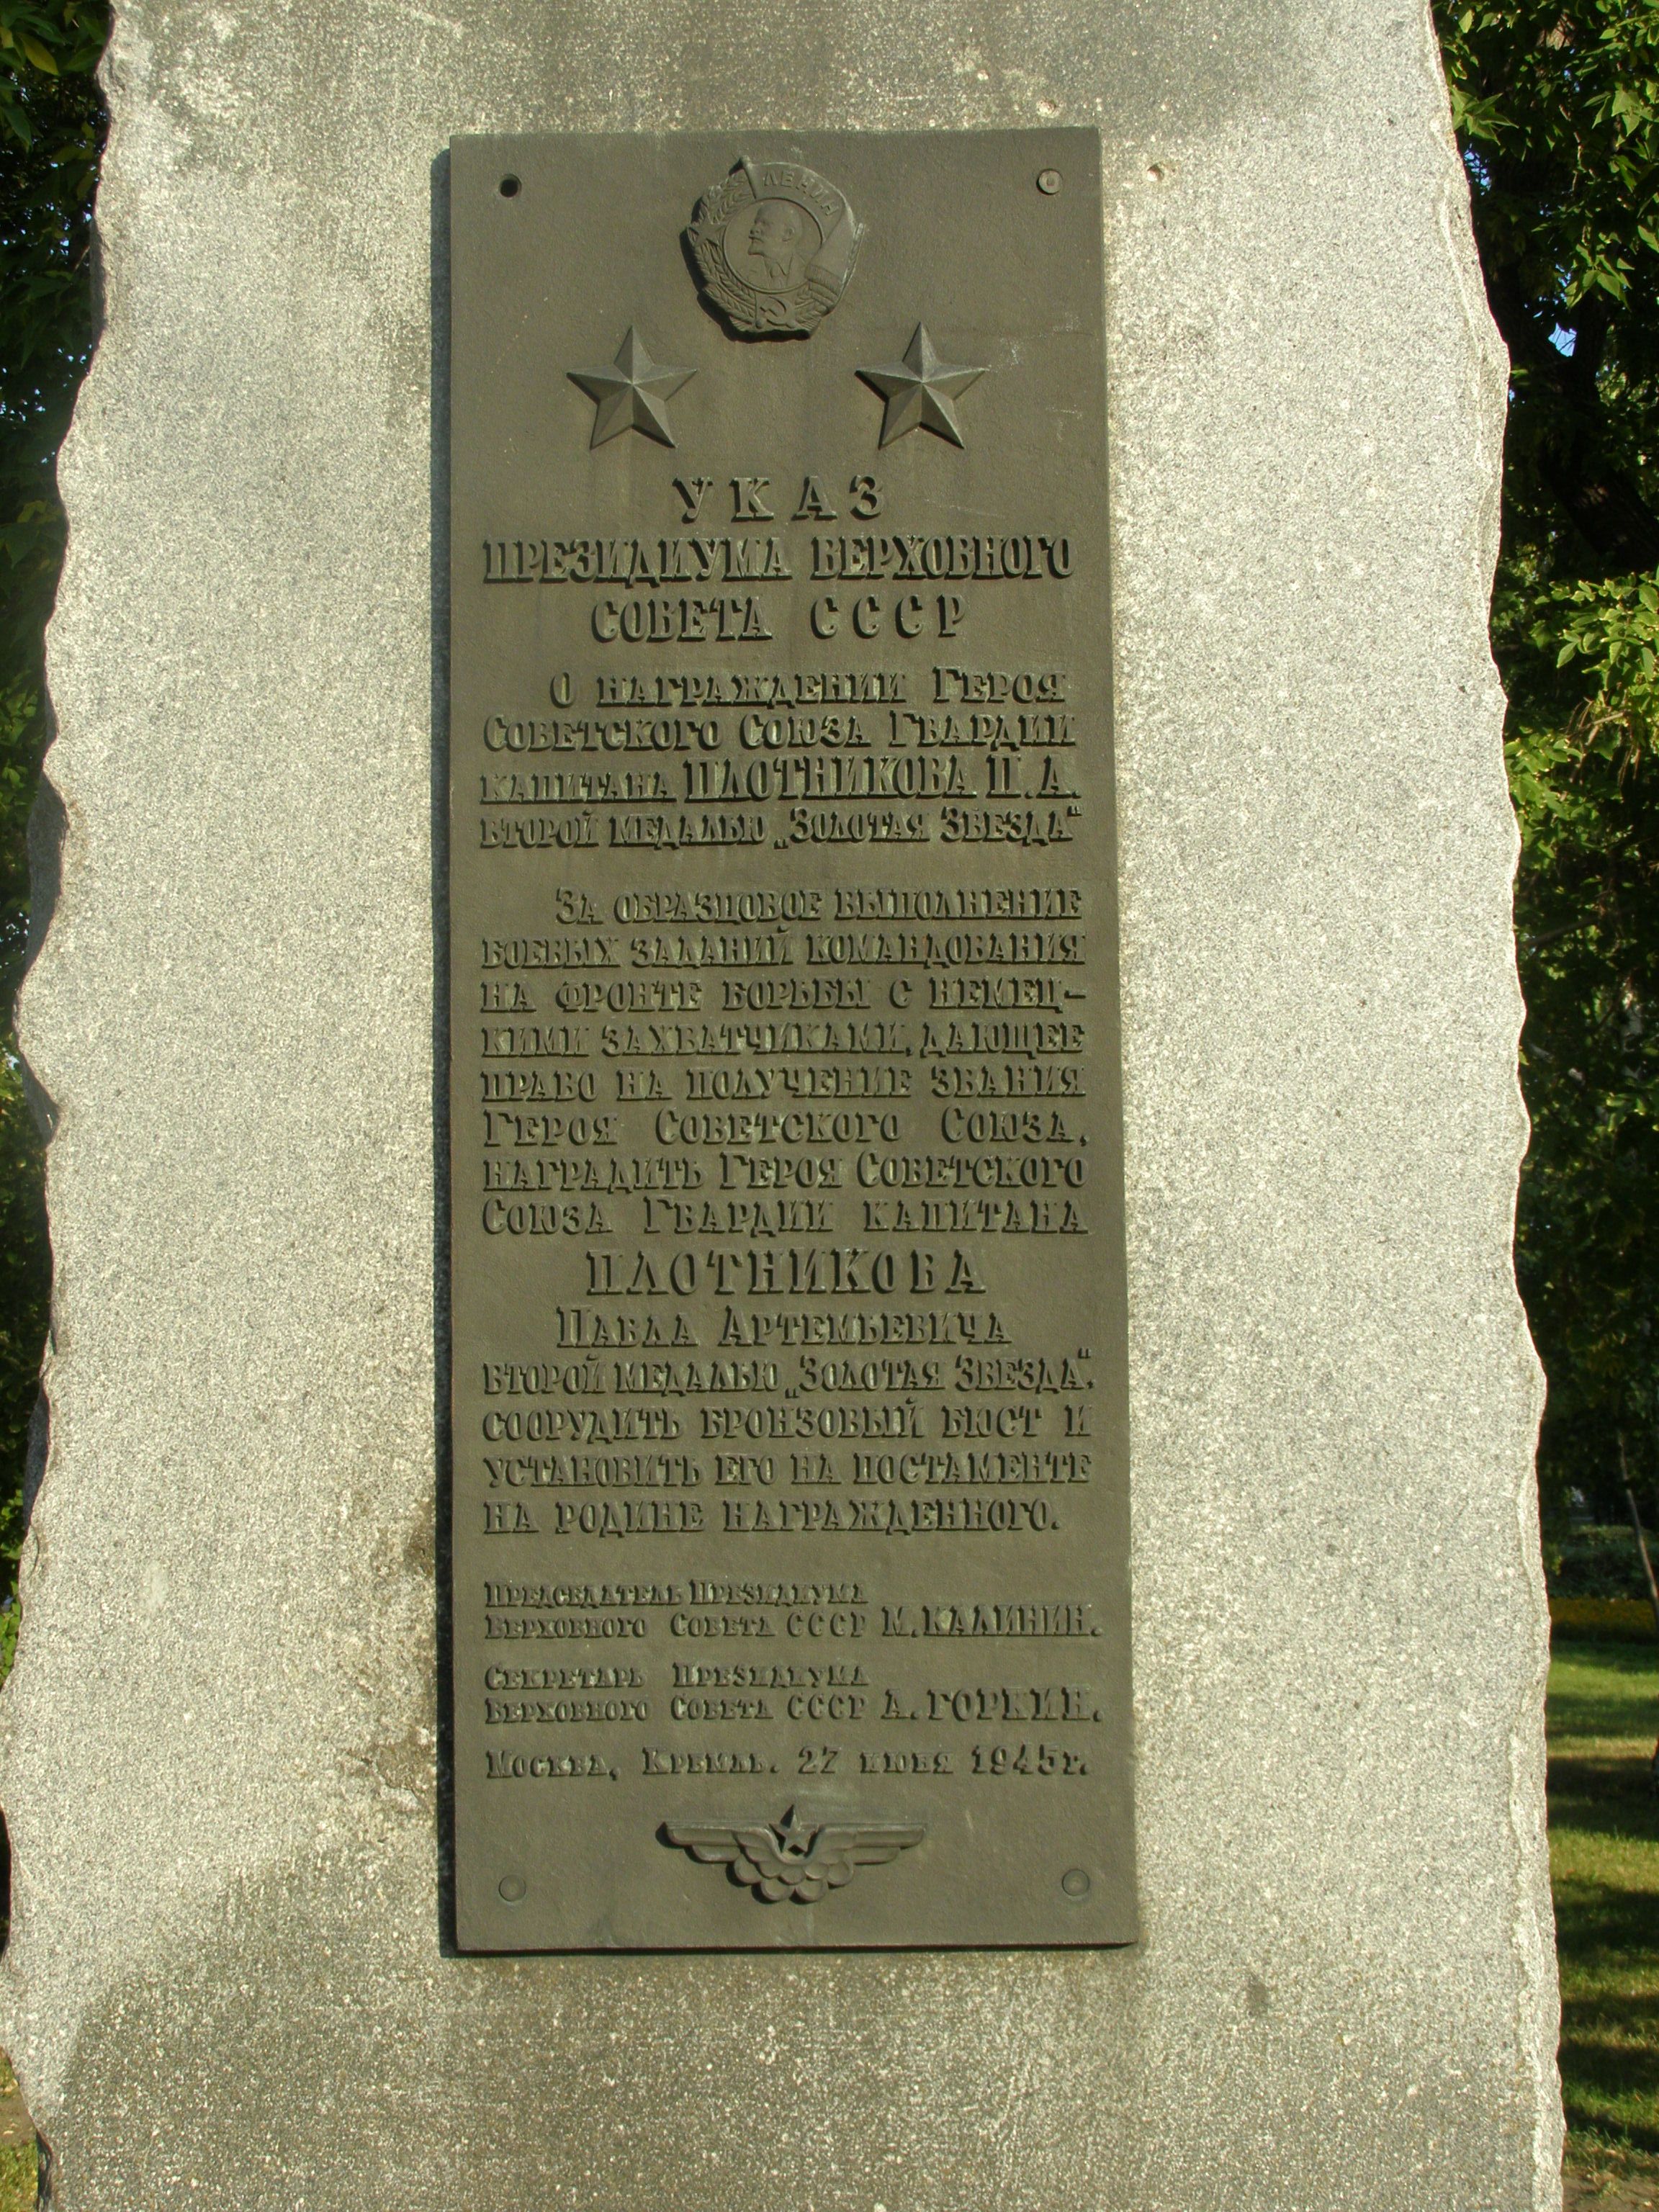 ЛЕНИН
УКАЗ
ПРЕЗИДИУМА ВЕРХОВНОГО
СОВЕТА СССР
О НАГРАЖДЕНИИ ГЕРОЯ
СОВЕТСКОГО СОЮЗА ГВАРДИИ
КАПИТАНА ПЛОТНИКОВА П.А.
ВТОРОЙ МЕДАЛЬЮ „ЗОЛОТАЯ ЗВЕЗДА“
ЗА ОБРАЗЦОВОЕ ВЫПОЛНЕНИЕ
БОЕВЫХ ЗАДАНИЙ КОМАНДОВАНИЯ
НА ФРОНТЕ БОРЬБЫ С НЕМЕЦ-
КИМИ ЗАХВАТЧИКАМИ, ДАЮЩЕЕ
ПРАВО НА ПОЛУЧЕНИЕ ЗВАНИЯ
ГЕРОЯ СОВЕТСКОГО СОЮЗА,
НАГРАДИТЬ ГЕРОЯ СОВЕТСКОГО
СОЮЗА ГВАРДИИ КАПИТАНА
ПЛОТНИКОВА
ПАВЛА АРТЕМЬЕВИЧА
ВТОРОЙ МЕДАЛЬЮ „ЗОЛОТАЯ ЗВЕЗДА“,
СООРУДИТЬ БРОНЗОВЫЙ БЮСТ И
УСТАНОВИТЬ ЕГО НА ПОСТАМЕНТЕ
НА РОДИНЕ НАГРАЖДЕННОГО.
ПРЕДСЕДАТЕЛЬ ПРЕЗИДИУМА
ВЕРХОВНОГО СОВЕТА СССР М.КАЛИНИН.
СЕКРЕТАРЬ ПРЕЗИДИУМА
ВЕРХОВНОГО СОВЕТА СССР А.ГОРКИН.
МОСКВА, КРЕМЛЬ. 27 ИЮНЯ 1945г.